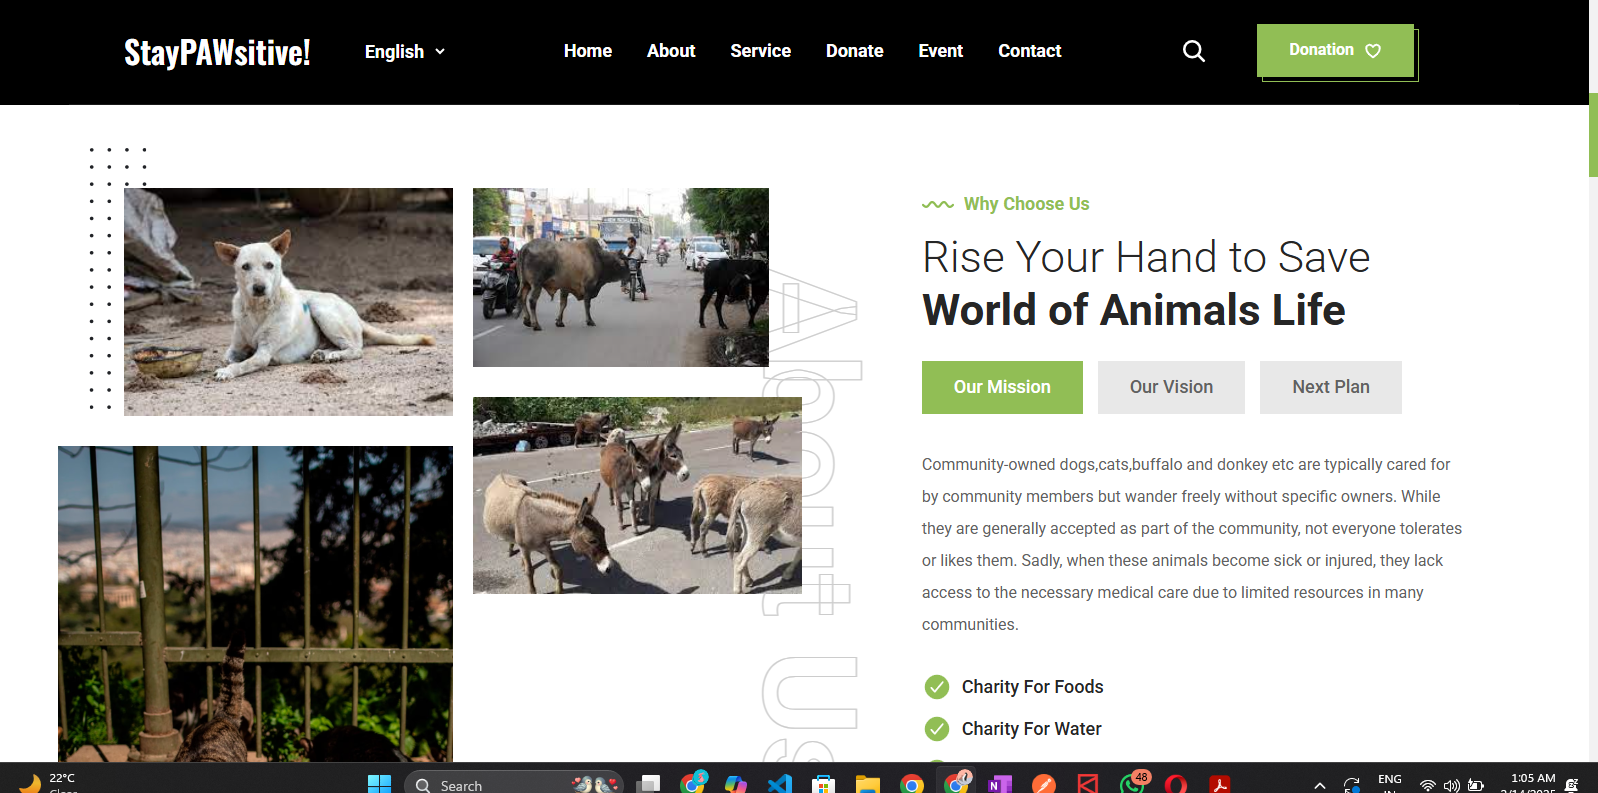 StayPAWsitive!
English
Home About Service Donate Event Contact
Donation
About Us
Why Choose Us
Rise Your Hand to Save
World of Animals Life
Our Mission Our Vision Next Plan
Community-owned dogs,cats,buffalo and donkey etc are typically cared for
by community members but wander freely without specific owners. While
they are generally accepted as part of the community, not everyone tolerates
or likes them. Sadly, when these animals become sick or injured, they lack
access to the necessary medical care due to limited resources in many
communities.
Charity For Foods
Charity For Water
22°C
Search
48
ENG
1:05 AM